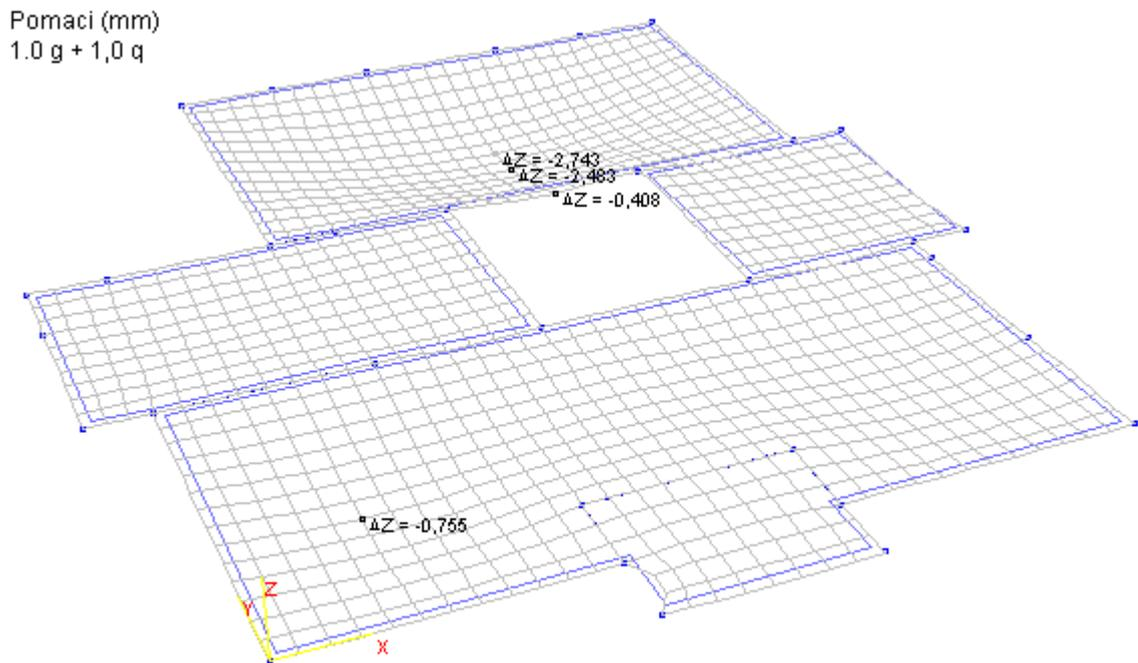 Pomaci (mm)
1.0 g + 1,0 q
ΔZ = -2,743
ΔZ = -2,483
ΔZ = -0,408
ΔZ = -0,755
Z
Y
X